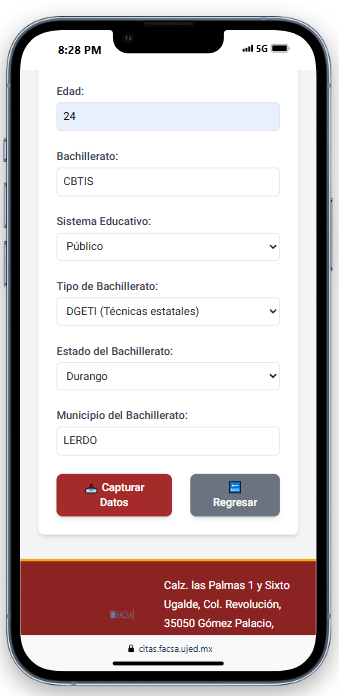 8:28 PM
5G
Edad:
24
Bachillerato:
CBTIS
Sistema Educativo:
Público
Tipo de Bachillerato:
DGETI (Técnicas estatales)
Estado del Bachillerato:
Durango
Municipio del Bachillerato:
LERDO
Capturar
Datos
BACK
Regresar
FACSA
Calz. las Palmas 1 y Sixto
Ugalde, Col. Revolución,
35050 Gómez Palacio,
citas.facsa.ujed.mx